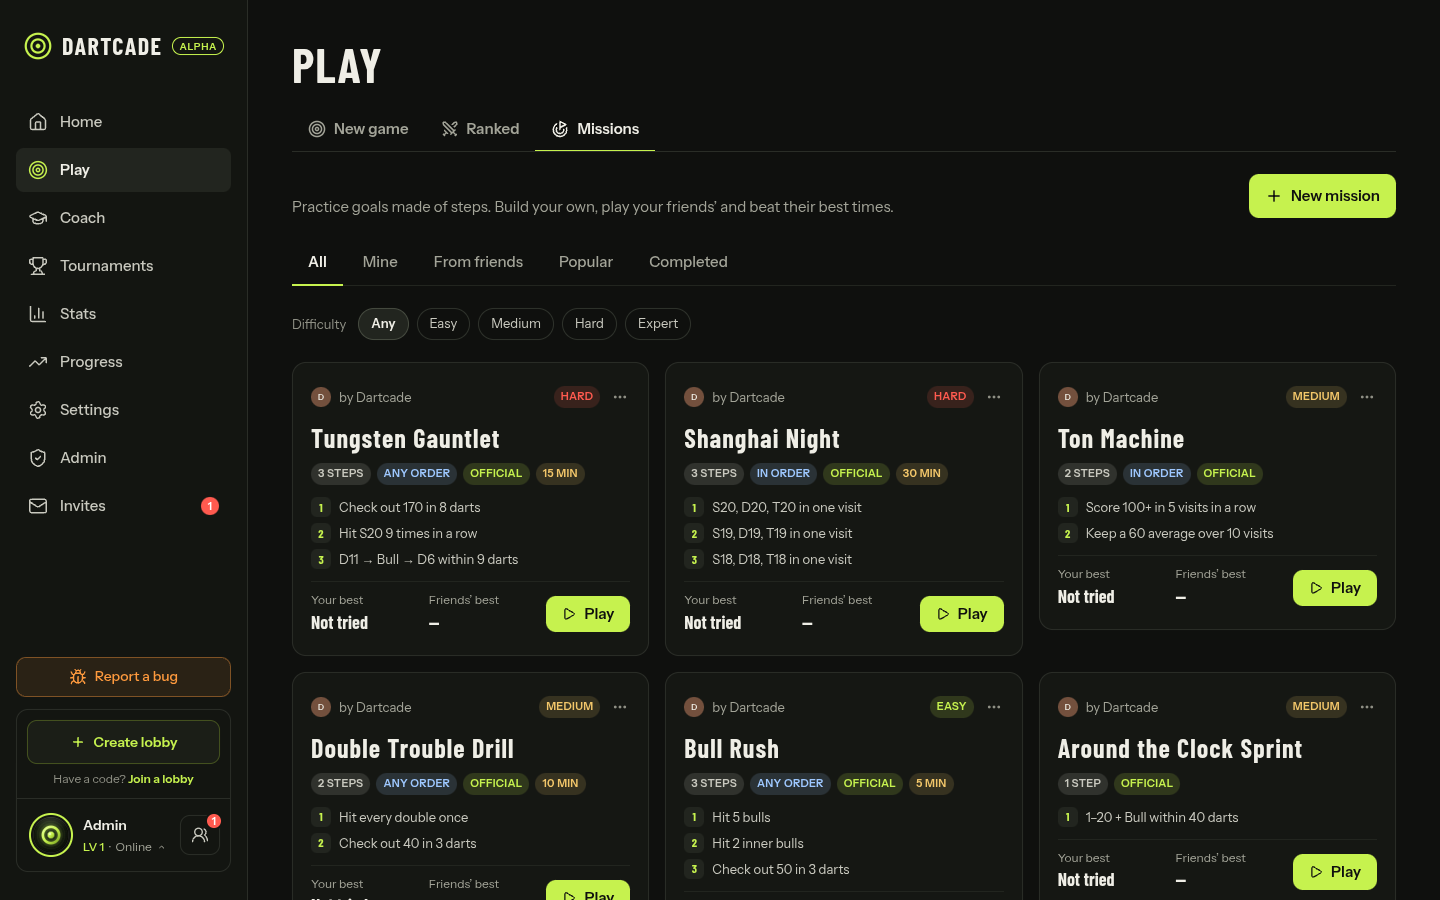 DARTCADE ALPHA
Home
Play
Coach
Tournaments
Stats
Progress
Settings
Admin
Invites 1
Report a bug
Create lobby
Have a code? Join a lobby
Admin
LV 1 · Online
1
PLAY
New game Ranked Missions
Practice goals made of steps. Build your own, play your friends’ and beat their best times.
New mission
All Mine From friends Popular Completed
Difficulty Any Easy Medium Hard Expert
D by Dartcade HARD
Tungsten Gauntlet
3 STEPS ANY ORDER OFFICIAL 15 MIN
1 Check out 170 in 8 darts
2 Hit S20 9 times in a row
3 D11 → Bull → D6 within 9 darts
Your best Friends’ best
Not tried –
Play
D by Dartcade HARD
Shanghai Night
3 STEPS IN ORDER OFFICIAL 30 MIN
1 S20, D20, T20 in one visit
2 S19, D19, T19 in one visit
3 S18, D18, T18 in one visit
Your best Friends’ best
Not tried –
Play
D by Dartcade MEDIUM
Ton Machine
2 STEPS IN ORDER OFFICIAL
1 Score 100+ in 5 visits in a row
2 Keep a 60 average over 10 visits
Your best Friends’ best
Not tried –
Play
D by Dartcade MEDIUM
Double Trouble Drill
2 STEPS ANY ORDER OFFICIAL 10 MIN
1 Hit every double once
2 Check out 40 in 3 darts
Your best Friends’ best
Play
D by Dartcade EASY
Bull Rush
3 STEPS ANY ORDER OFFICIAL 5 MIN
1 Hit 5 bulls
2 Hit 2 inner bulls
3 Check out 50 in 3 darts
D by Dartcade MEDIUM
Around the Clock Sprint
1 STEP OFFICIAL
1 1–20 + Bull within 40 darts
Your best Friends’ best
Not tried –
Play